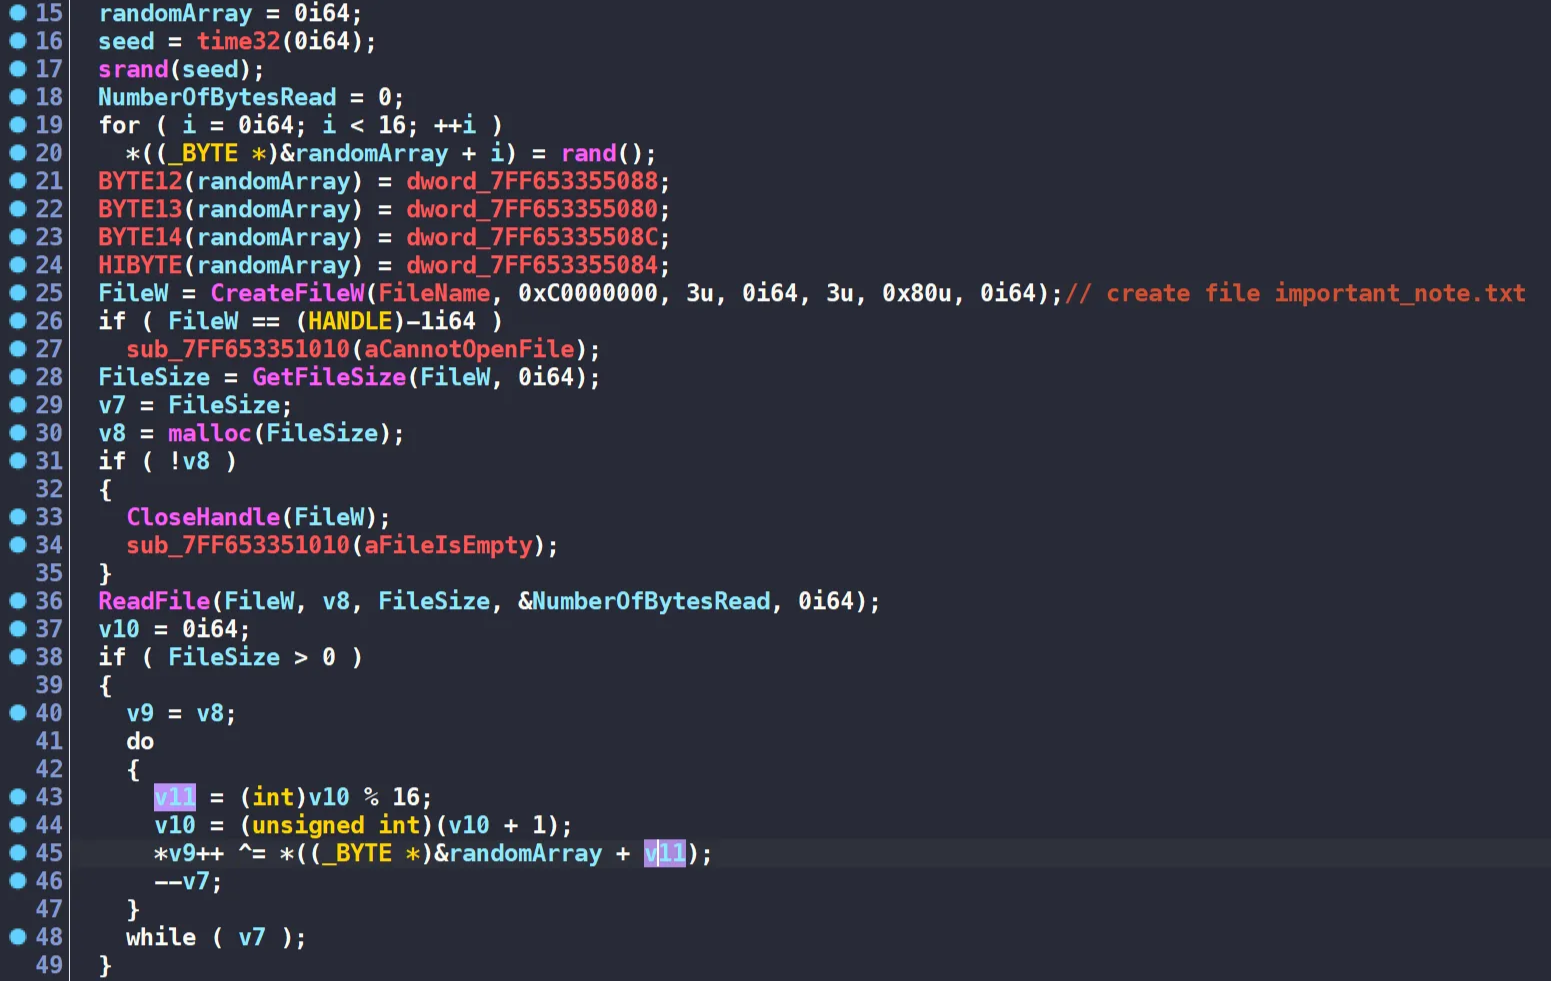 15 randomArray = 0i64;
16 seed = time32(0i64);
17 srand(seed);
18 NumberOfBytesRead = 0;
19 for ( i = 0i64; i < 16; ++i )
20 *((_BYTE *)&randomArray + i) = rand();
21 BYTE12(randomArray) = dword_7FF653355088;
22 BYTE13(randomArray) = dword_7FF653355080;
23 BYTE14(randomArray) = dword_7FF65335508C;
24 HIBYTE(randomArray) = dword_7FF653355084;
25 FileW = CreateFileW(FileName, 0xC0000000, 3u, 0i64, 3u, 0x80u, 0i64);// create file important_note.txt
26 if ( FileW == (HANDLE)-1i64 )
27 sub_7FF653351010(aCannotOpenFile);
28 FileSize = GetFileSize(FileW, 0i64);
29 v7 = FileSize;
30 v8 = malloc(FileSize);
31 if ( !v8 )
32 {
33 CloseHandle(FileW);
34 sub_7FF653351010(aFileIsEmpty);
35 }
36 ReadFile(FileW, v8, FileSize, &NumberOfBytesRead, 0i64);
37 v10 = 0i64;
38 if ( FileSize > 0 )
39 {
40 v9 = v8;
41 do
42 {
43 v11 = (int)v10 % 16;
44 v10 = (unsigned int)(v10 + 1);
45 *v9++ ^= *((_BYTE *)&randomArray + v11);
46 --v7;
47 }
48 while ( v7 );
49 }